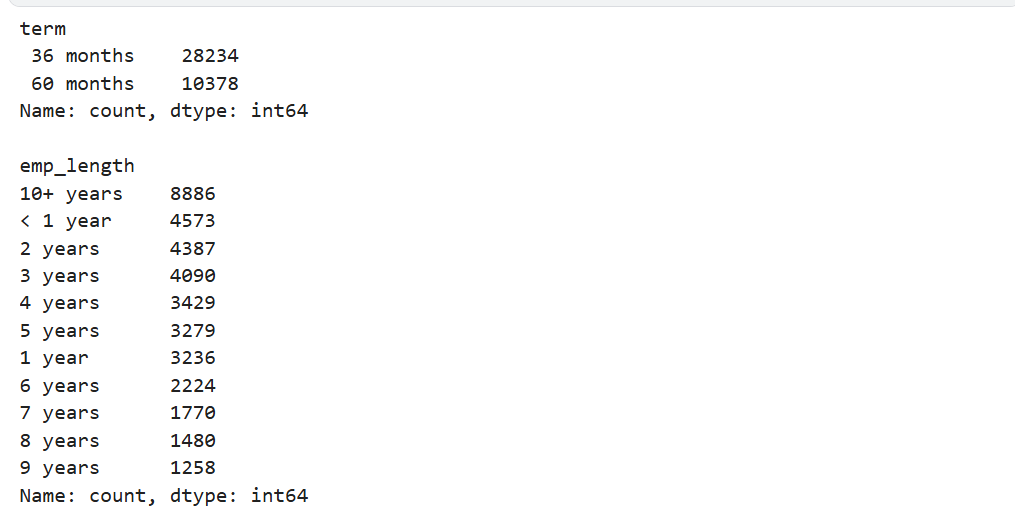 term
 36 months    28234
 60 months    10378
Name: count, dtype: int64

emp_length
10+ years    8886
< 1 year     4573
2 years      4387
3 years      4090
4 years      3429
5 years      3279
1 year       3236
6 years      2224
7 years      1770
8 years      1480
9 years      1258
Name: count, dtype: int64